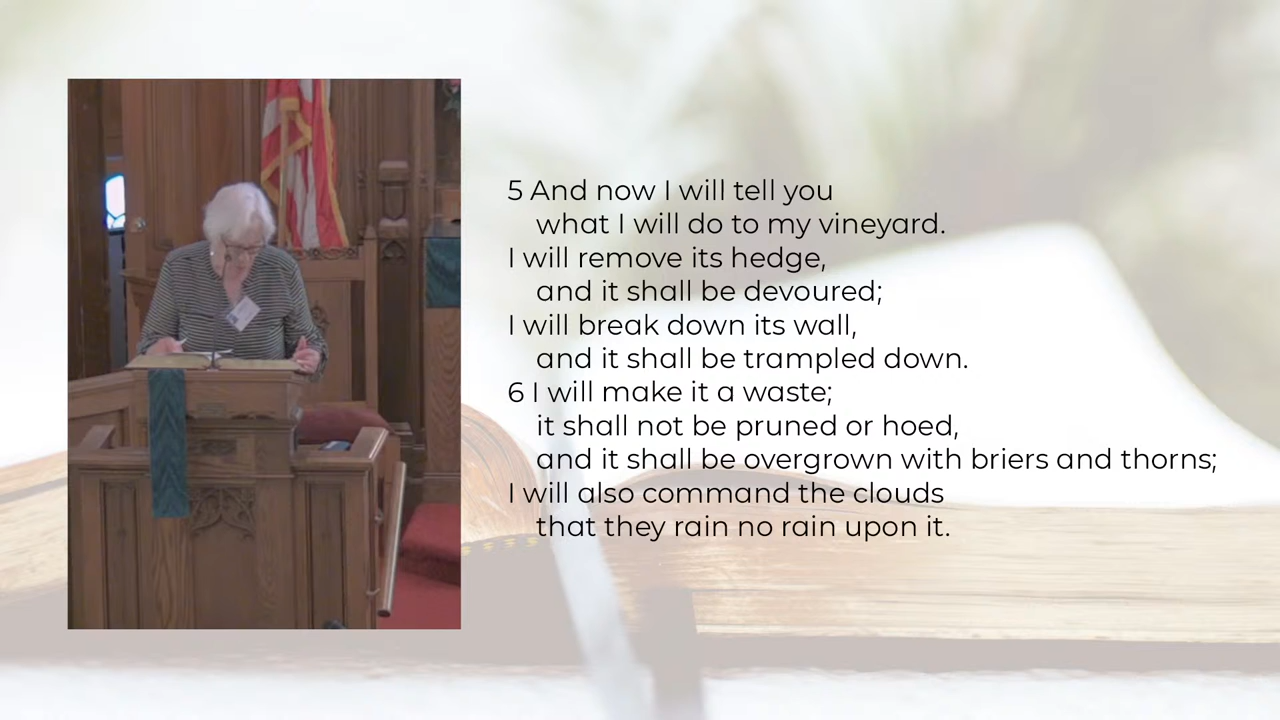 5 And now I will tell you
what I will do to my vineyard.
I will remove its hedge,
and it shall be devoured;
I will break down its wall,
and it shall be trampled down.
6 I will make it a waste;
it shall not be pruned or hoed,
and it shall be overgrown with briers and thorns;
I will also command the clouds
that they rain no rain upon it.